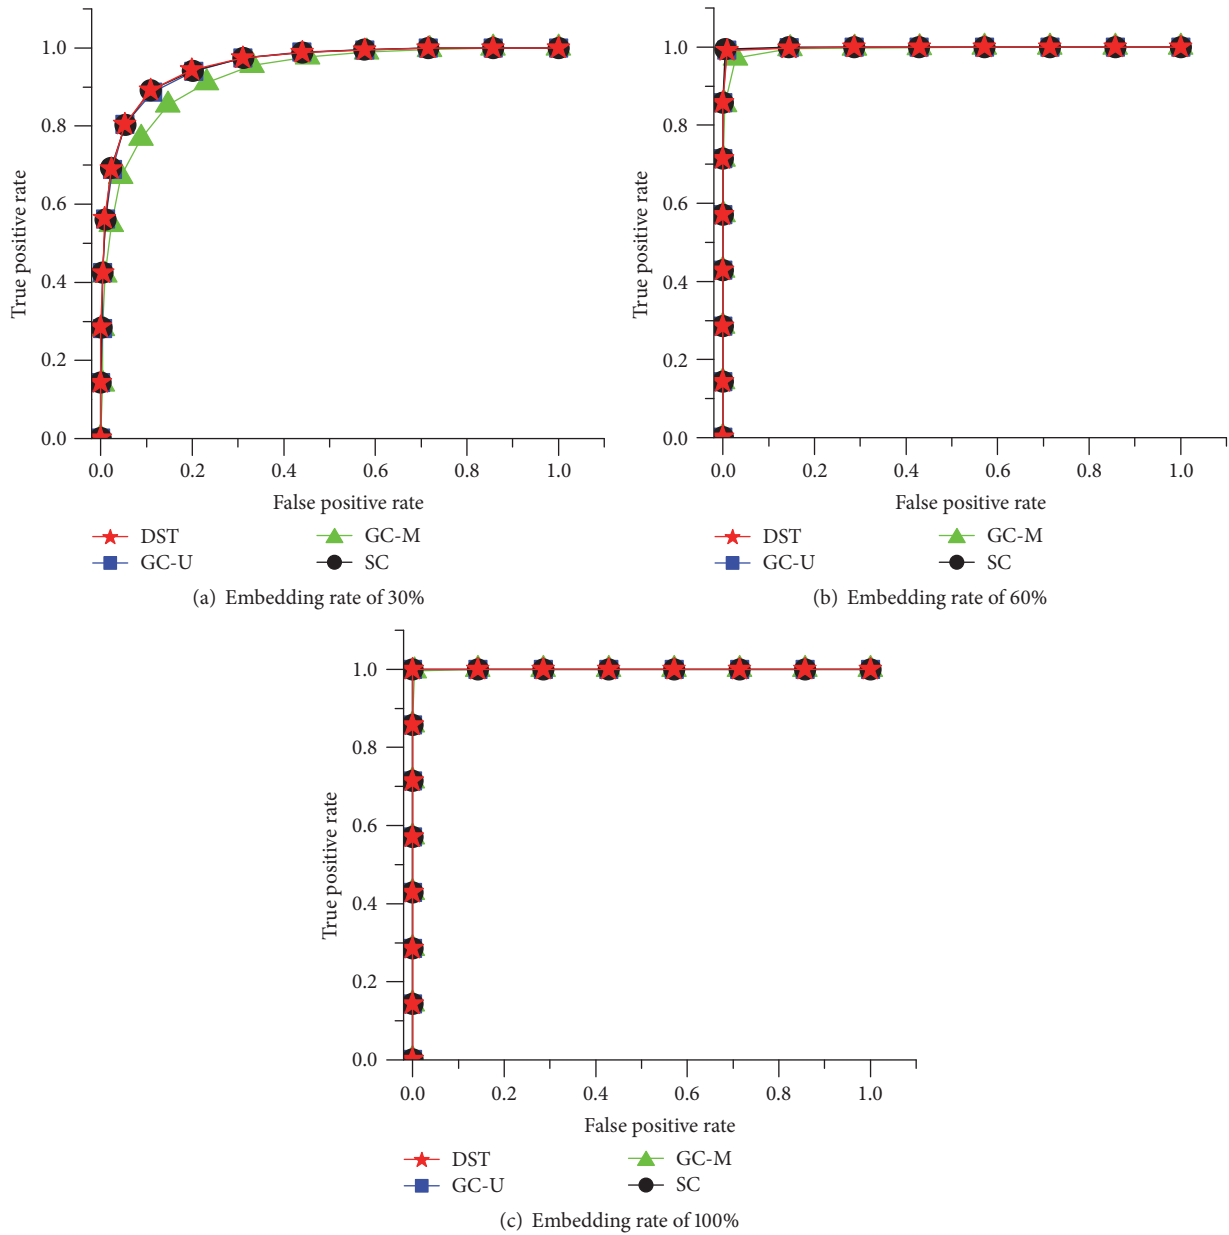 1.0
0.8
0.6
0.4
0.2
0.0
True positive rate
0.0 0.2 0.4 0.6 0.8 1.0
False positive rate
DST GC-M
GC-U SC
(a) Embedding rate of 30%
1.0
0.8
0.6
0.4
0.2
0.0
True positive rate
0.0 0.2 0.4 0.6 0.8 1.0
False positive rate
DST GC-M
GC-U SC
(b) Embedding rate of 60%
1.0
0.8
0.6
0.4
0.2
0.0
True positive rate
0.0 0.2 0.4 0.6 0.8 1.0
False positive rate
DST GC-M
GC-U SC
(c) Embedding rate of 100%